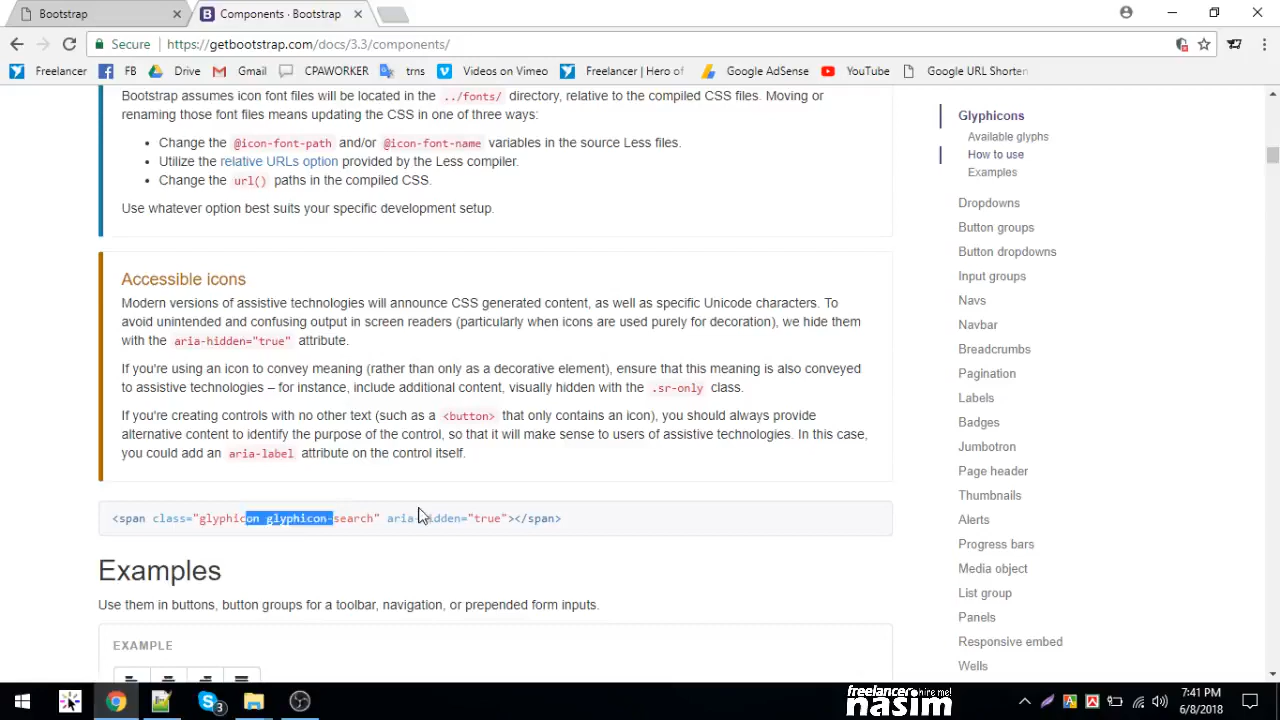 Bootstrap
Components · Bootstrap
Secure
https://getbootstrap.com/docs/3.3/components/
Freelancer
FB
Drive
Gmail
CPAWORKER
trns
Videos on Vimeo
Freelancer | Hero of
Google AdSense
YouTube
Google URL Shorten
Bootstrap assumes icon font files will be located in the ../fonts/ directory, relative to the compiled CSS files. Moving or
renaming those font files means updating the CSS in one of three ways:
• Change the @icon-font-path and/or @icon-font-name variables in the source Less files.
• Utilize the relative URLs option provided by the Less compiler.
• Change the url() paths in the compiled CSS.
Use whatever option best suits your specific development setup.
Accessible icons
Modern versions of assistive technologies will announce CSS generated content, as well as specific Unicode characters. To
avoid unintended and confusing output in screen readers (particularly when icons are used purely for decoration), we hide them
with the aria-hidden="true" attribute.
If you're using an icon to convey meaning (rather than only as a decorative element), ensure that this meaning is also conveyed
to assistive technologies – for instance, include additional content, visually hidden with the .sr-only class.
If you're creating controls with no other text (such as a <button> that only contains an icon), you should always provide
alternative content to identify the purpose of the control, so that it will make sense to users of assistive technologies. In this case,
you could add an aria-label attribute on the control itself.
<span class="glyphicon glyphicon-search" aria-hidden="true"></span>
Examples
Use them in buttons, button groups for a toolbar, navigation, or prepended form inputs.
EXAMPLE
Glyphicons
Available glyphs
How to use
Examples
Dropdowns
Button groups
Button dropdowns
Input groups
Navs
Navbar
Breadcrumbs
Pagination
Labels
Badges
Jumbotron
Page header
Thumbnails
Alerts
Progress bars
Media object
List group
Panels
Responsive embed
Wells
3
freelancer hire me!
nasim
7:41 PM
6/8/2018